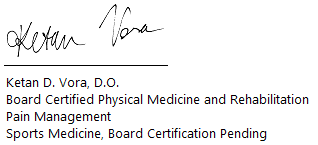 Ketan Vora
Ketan D. Vora, D.O.
Board Certified Physical Medicine and Rehabilitation
Pain Management
Sports Medicine, Board Certification Pending